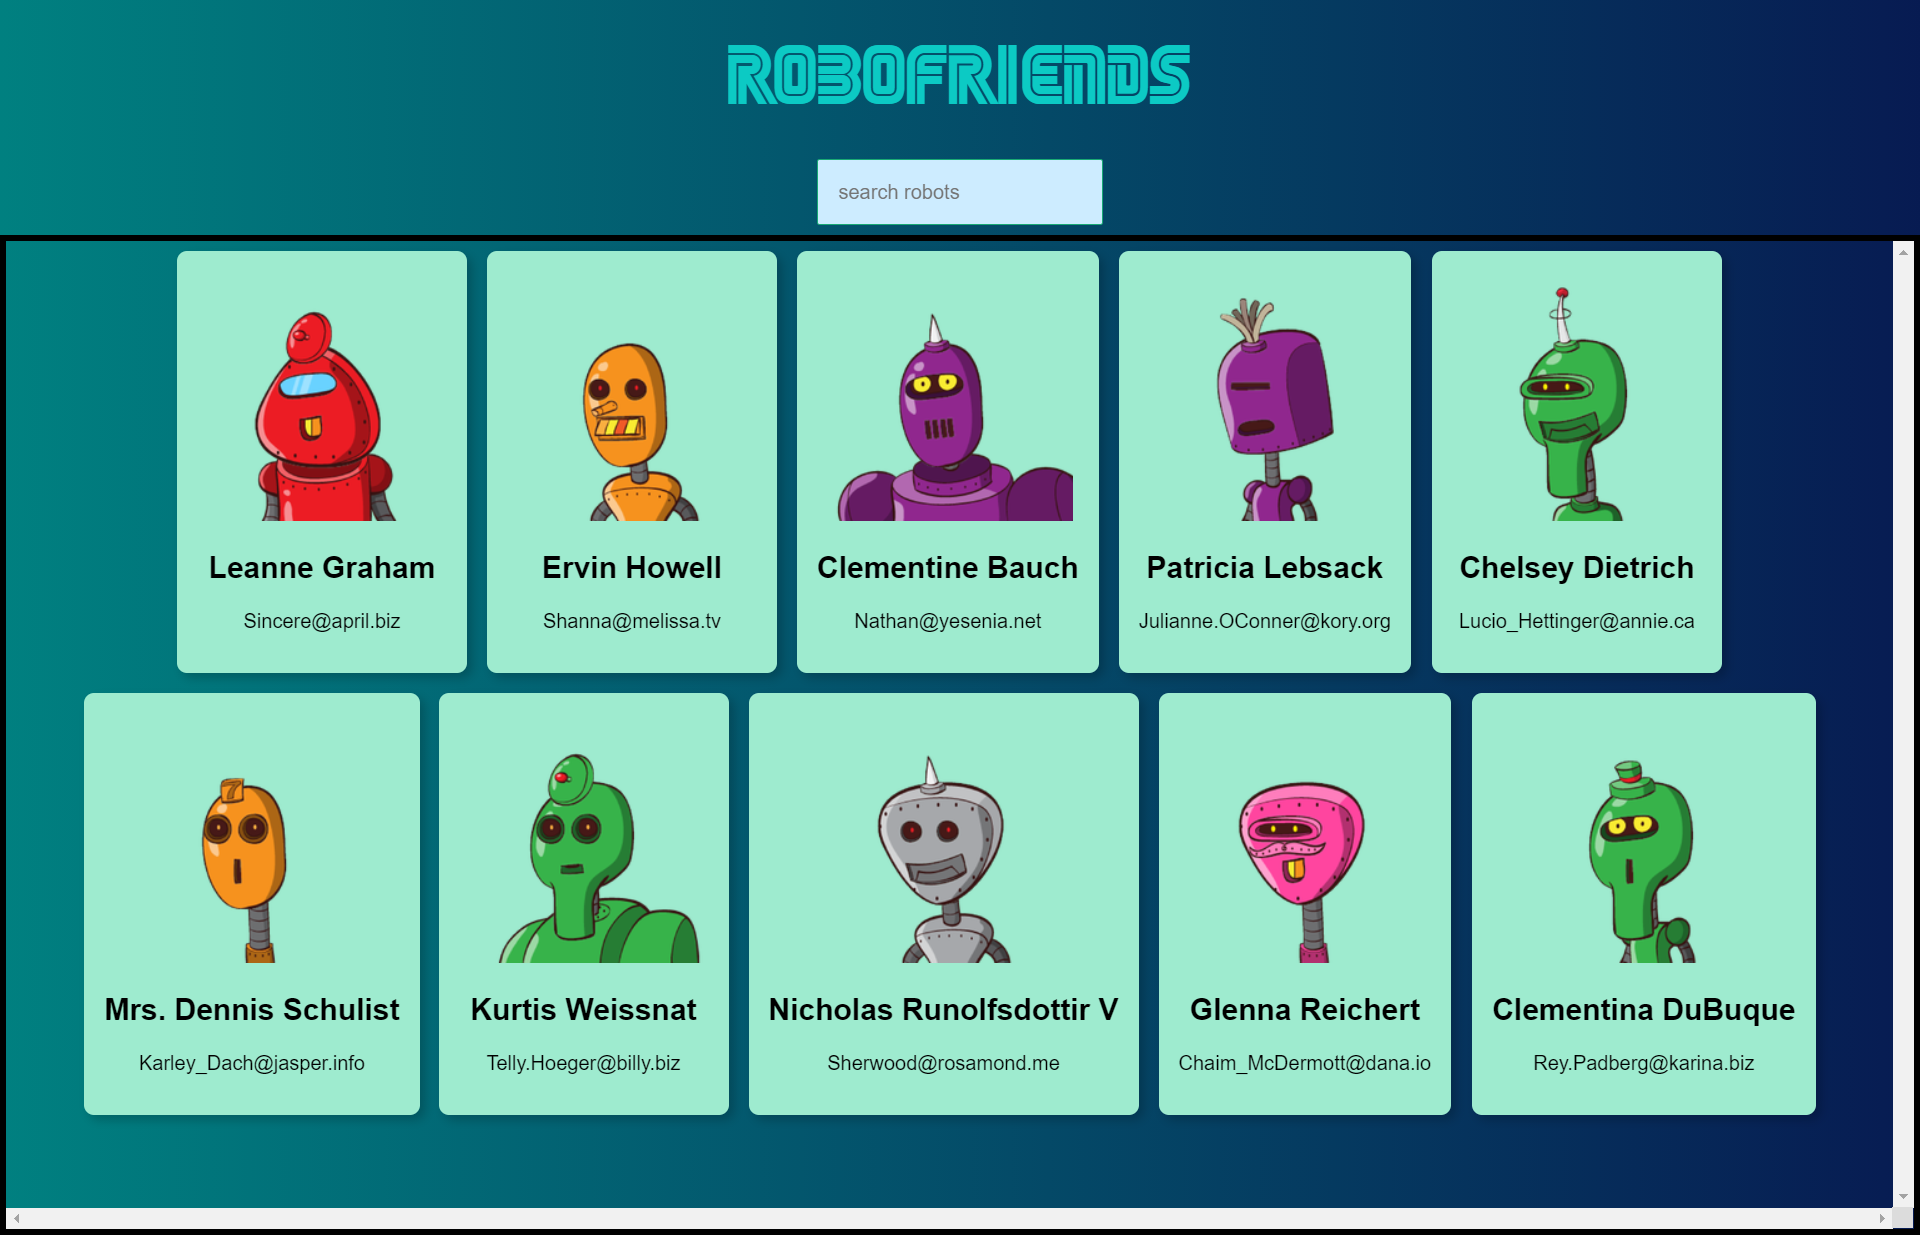 ROBOFRIENDS
search robots
Leanne Graham
Sincere@april.biz
Ervin Howell
Shanna@melissa.tv
Clementine Bauch
Nathan@yesenia.net
Patricia Lebsack
Julianne.OConner@kory.org
Chelsey Dietrich
Lucio_Hettinger@annie.ca
7
Mrs. Dennis Schulist
Karley_Dach@jasper.info
Kurtis Weissnat
Telly.Hoeger@billy.biz
Nicholas Runolfsdottir V
Sherwood@rosamond.me
Glenna Reichert
Chaim_McDermott@dana.io
Clementina DuBuque
Rey.Padberg@karina.biz